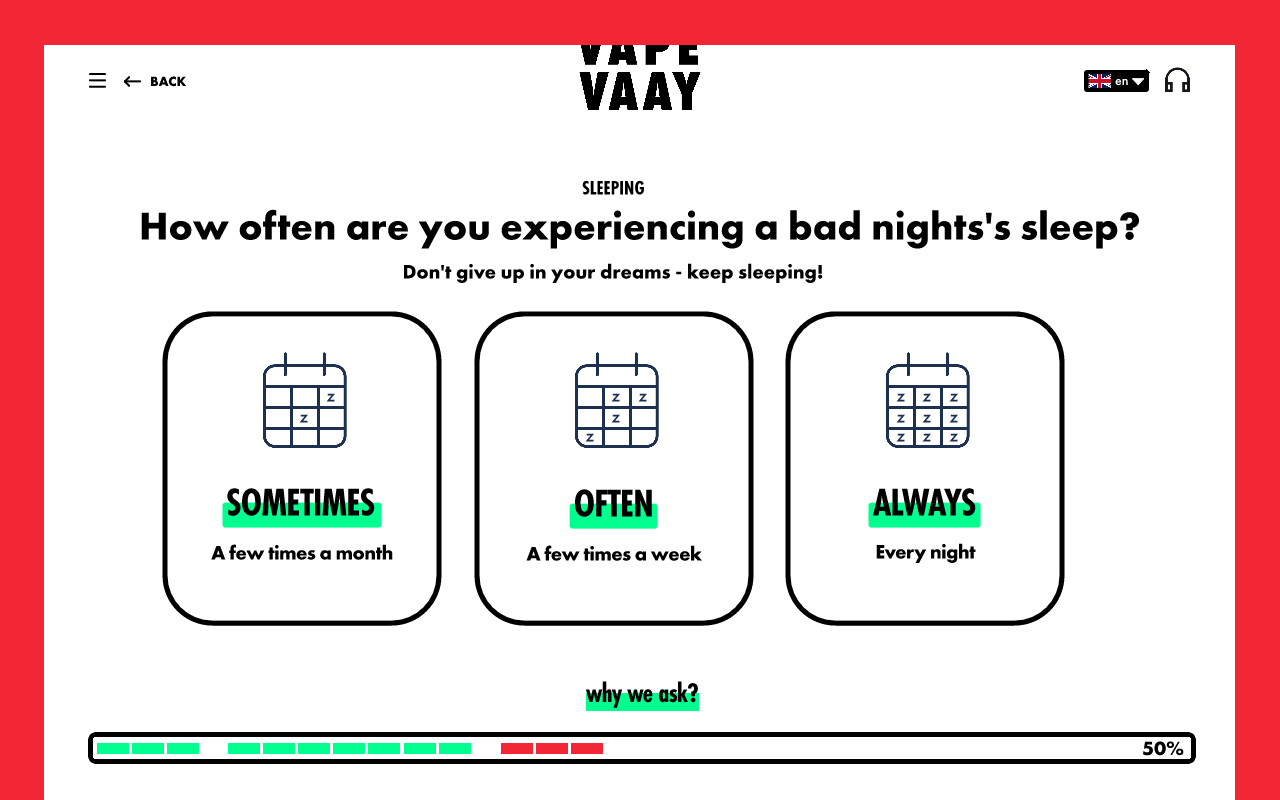 VAPE
VAAY
BACK
en
SLEEPING
How often are you experiencing a bad nights's sleep?
Don't give up in your dreams - keep sleeping!
z
z
z z
z
z
z z z
z z z
z z z
SOMETIMES
OFTEN
ALWAYS
A few times a month
A few times a week
Every night
why we ask?
50%